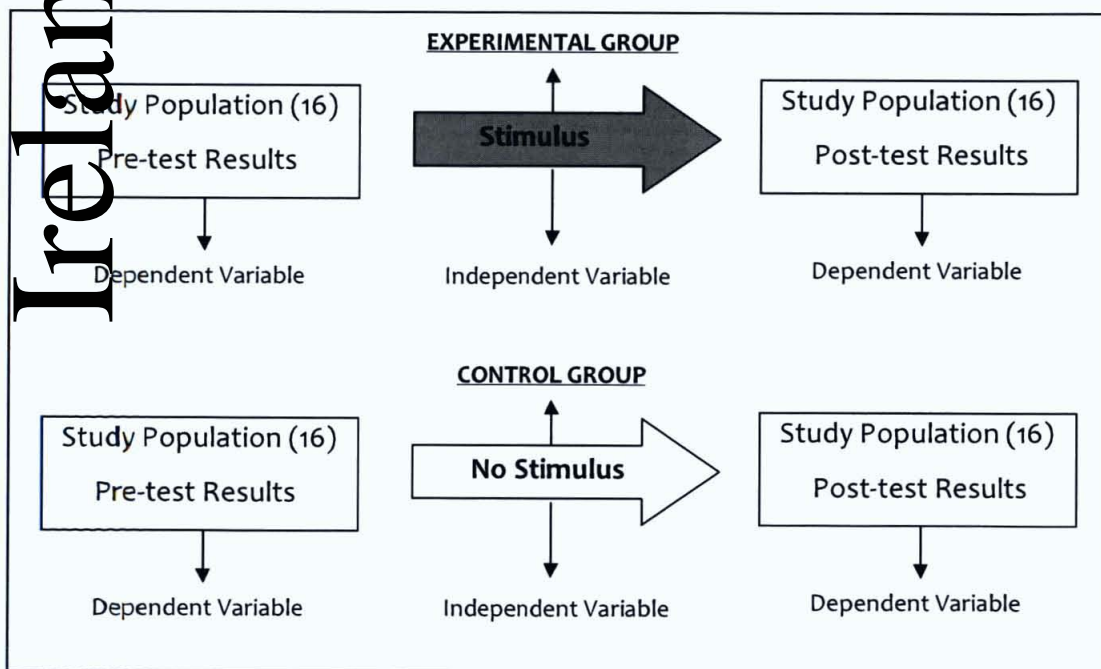 Irelan
EXPERIMENTAL GROUP
Study Population (16)
Pre-test Results
Stimulus
Study Population (16)
Post-test Results
Dependent Variable
Independent Variable
Dependent Variable
CONTROL GROUP
Study Population (16)
Pre-test Results
No Stimulus
Study Population (16)
Post-test Results
Dependent Variable
Independent Variable
Dependent Variable